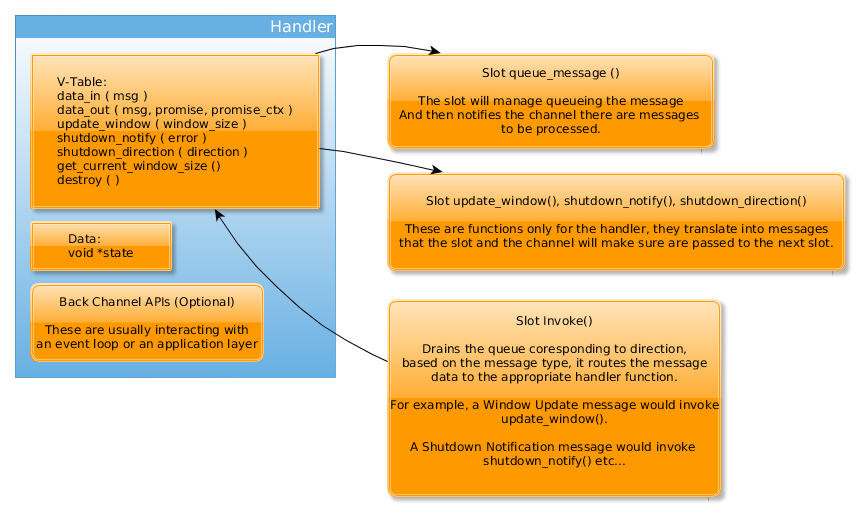 Handler
V-Table:
data_in ( msg )
data_out ( msg, promise, promise_ctx )
update_window ( window_size )
shutdown_notify ( error )
shutdown_direction ( direction )
get_current_window_size ()
destroy ( )
Data:
void *state
Back Channel APIs (Optional)
These are usually interacting with
an event loop or an application layer
Slot queue_message ()
The slot will manage queueing the message
And then notifies the channel there are messages
to be processed.
Slot update_window(), shutdown_notify(), shutdown_direction()
These are functions only for the handler, they translate into messages
that the slot and the channel will make sure are passed to the next slot.
Slot Invoke()
Drains the queue coresponding to direction,
based on the message type, it routes the message
data to the appropriate handler function.
For example, a Window Update message would invoke
update_window().
A Shutdown Notification message would invoke
shutdown_notify() etc...